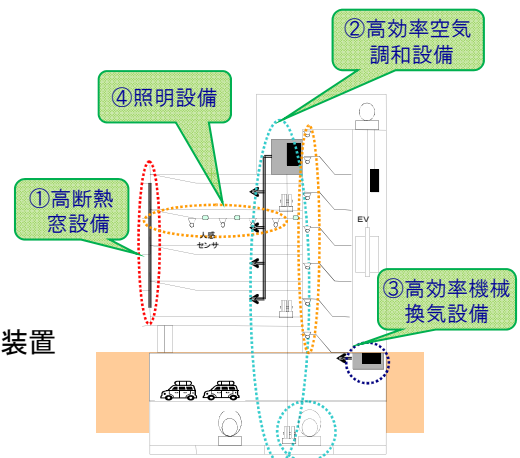 ②高効率空気
調和設備
④照明設備
①高断熱
窓設備
人感
センサ
EV
③高効率機械
換気設備
装置